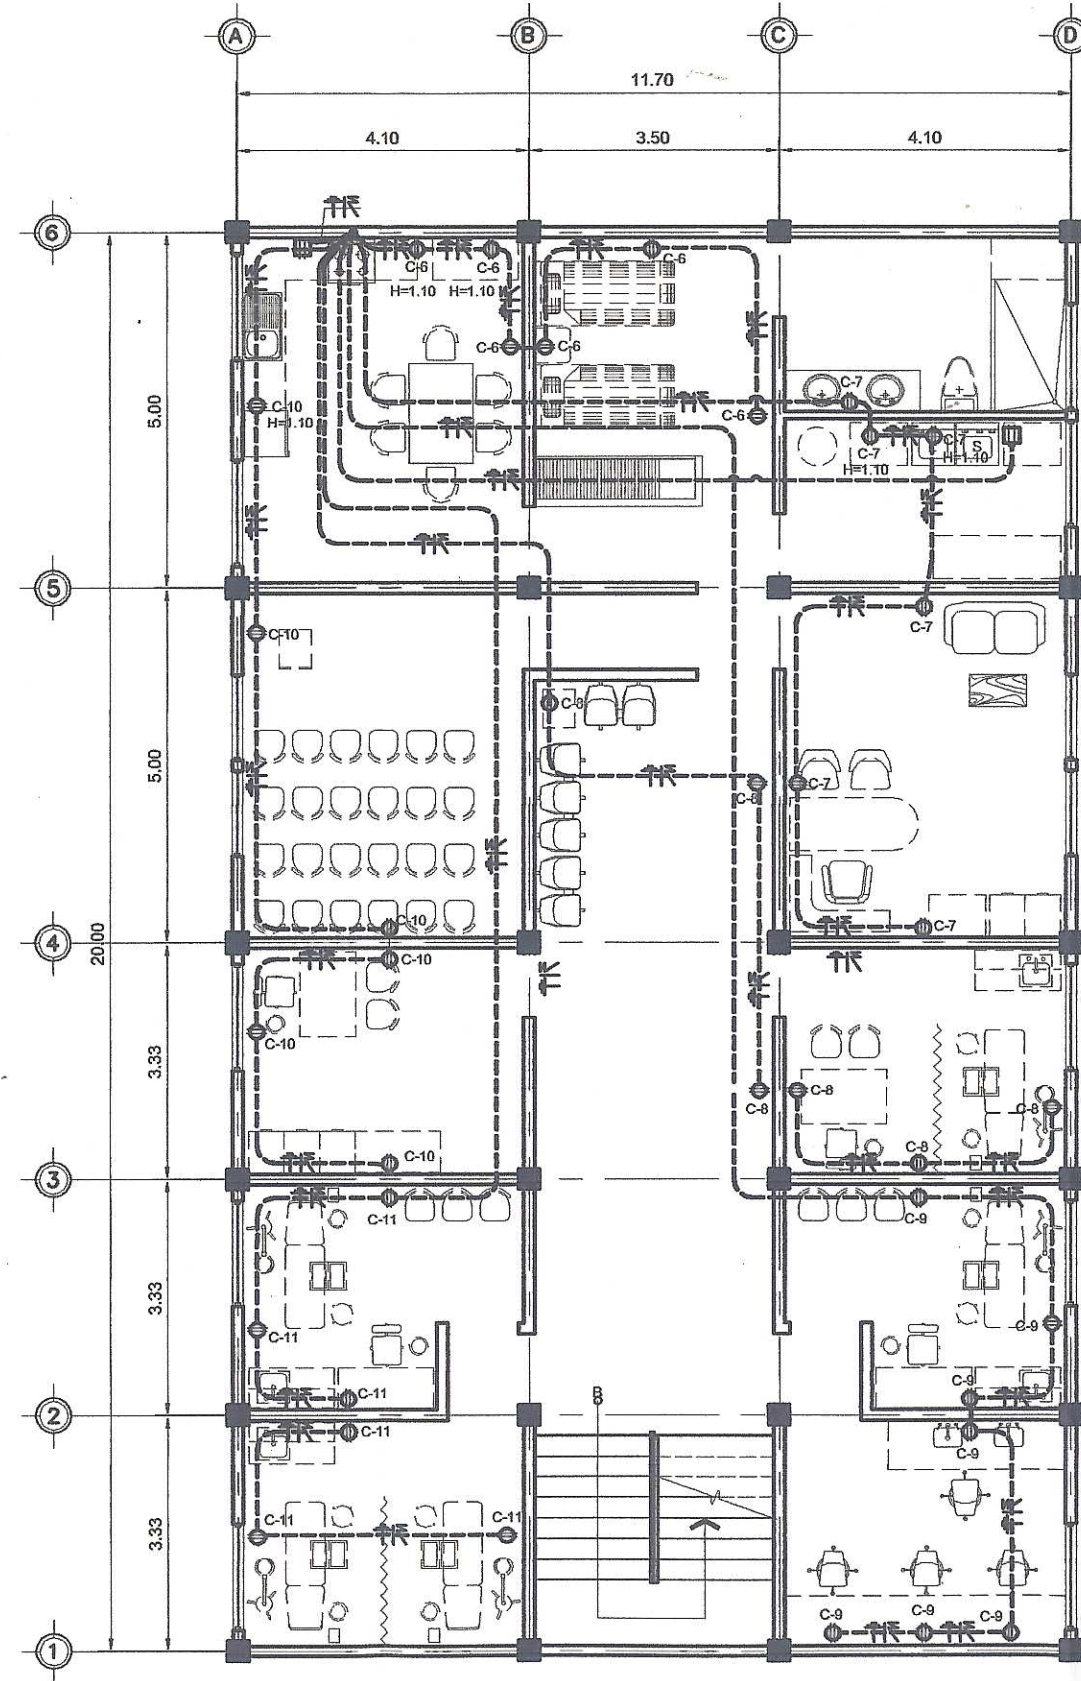 A B C D
11.70
4.10 3.50 4.10
6
C-6 C-6 C-6
H=1.10 H=1.10
C-6 C-6
C-7
C-10 C-6
H=1.10
C-7 C-7 S
H=1.10 H=1.10
5.00
5
C-10 C-7
C-8
5.00
C-8 C-7
C-10 C-7
4
20.00
C-10
C-10
3.33
C-8 C-8 C-8
C-10 C-8
3
C-11 C-9
3.33
C-11 C-9
C-11 C-9
B
2
C-11 C-9
C-11 C-11
3.33
C-9 C-9 C-9
1